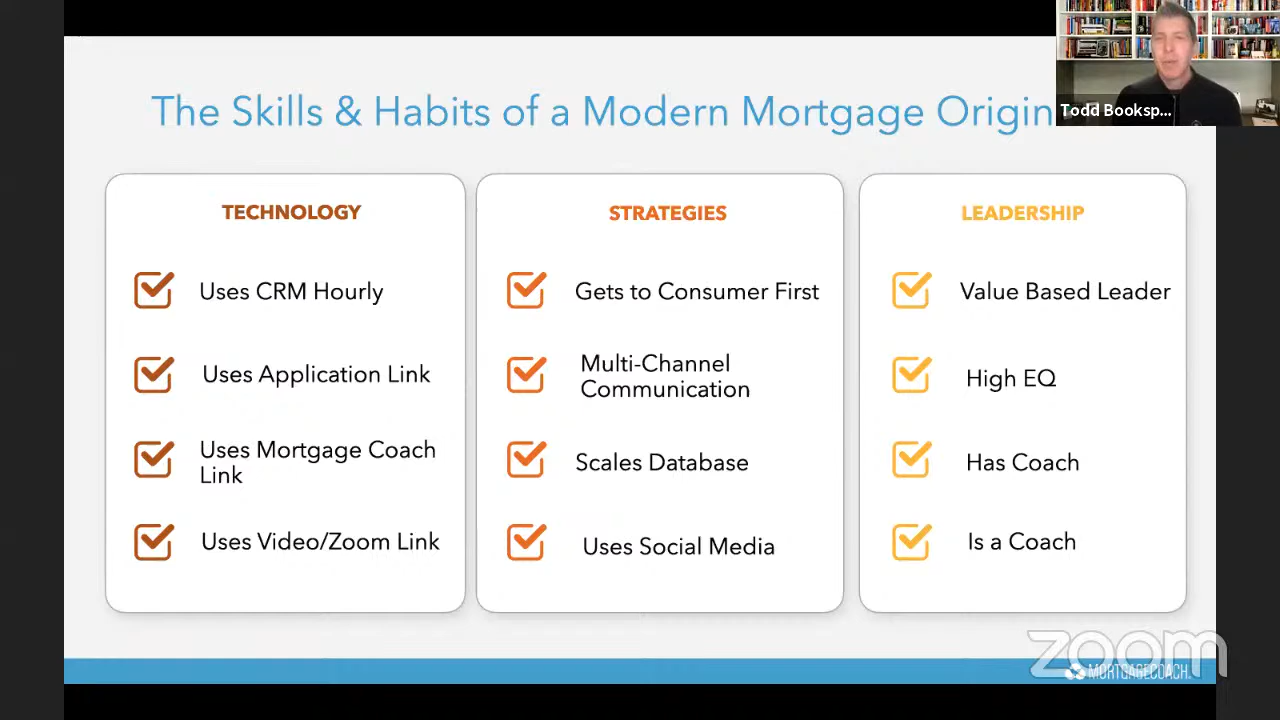 The Skills & Habits of a Modern Mortgage Origin
Todd Booksp...
TECHNOLOGY
Uses CRM Hourly
Uses Application Link
Uses Mortgage Coach
Link
Uses Video/Zoom Link
STRATEGIES
Gets to Consumer First
Multi-Channel
Communication
Scales Database
Uses Social Media
LEADERSHIP
Value Based Leader
High EQ
Has Coach
Is a Coach
zoom
MORTGAGECOACH